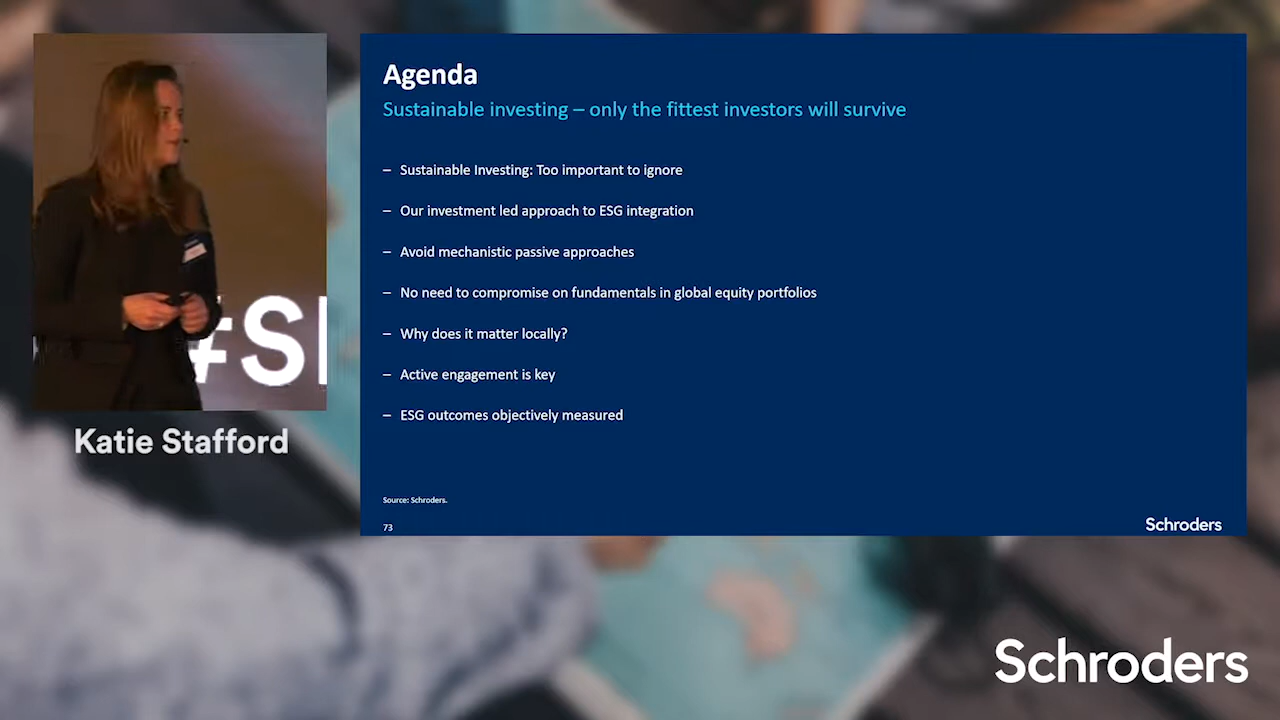 Agenda
Sustainable investing – only the fittest investors will survive
– Sustainable Investing: Too important to ignore
– Our investment led approach to ESG integration
– Avoid mechanistic passive approaches
– No need to compromise on fundamentals in global equity portfolios
– Why does it matter locally?
– Active engagement is key
– ESG outcomes objectively measured
Source: Schroders.
73
Schroders
#S
Katie Stafford
Schroders